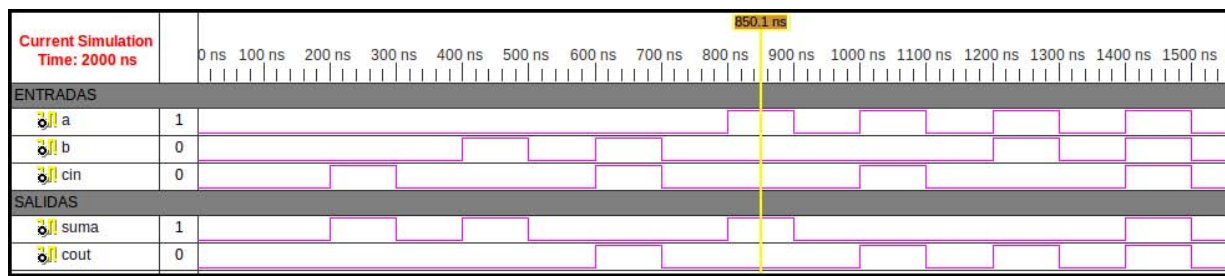 850.1 ns
Current Simulation
Time: 2000 ns
0 ns 100 ns 200 ns 300 ns 400 ns 500 ns 600 ns 700 ns 800 ns 900 ns 1000 ns 1100 ns 1200 ns 1300 ns 1400 ns 1500 ns
ENTRADAS
a 1
b 0
cin 0
SALIDAS
suma 1
cout 0